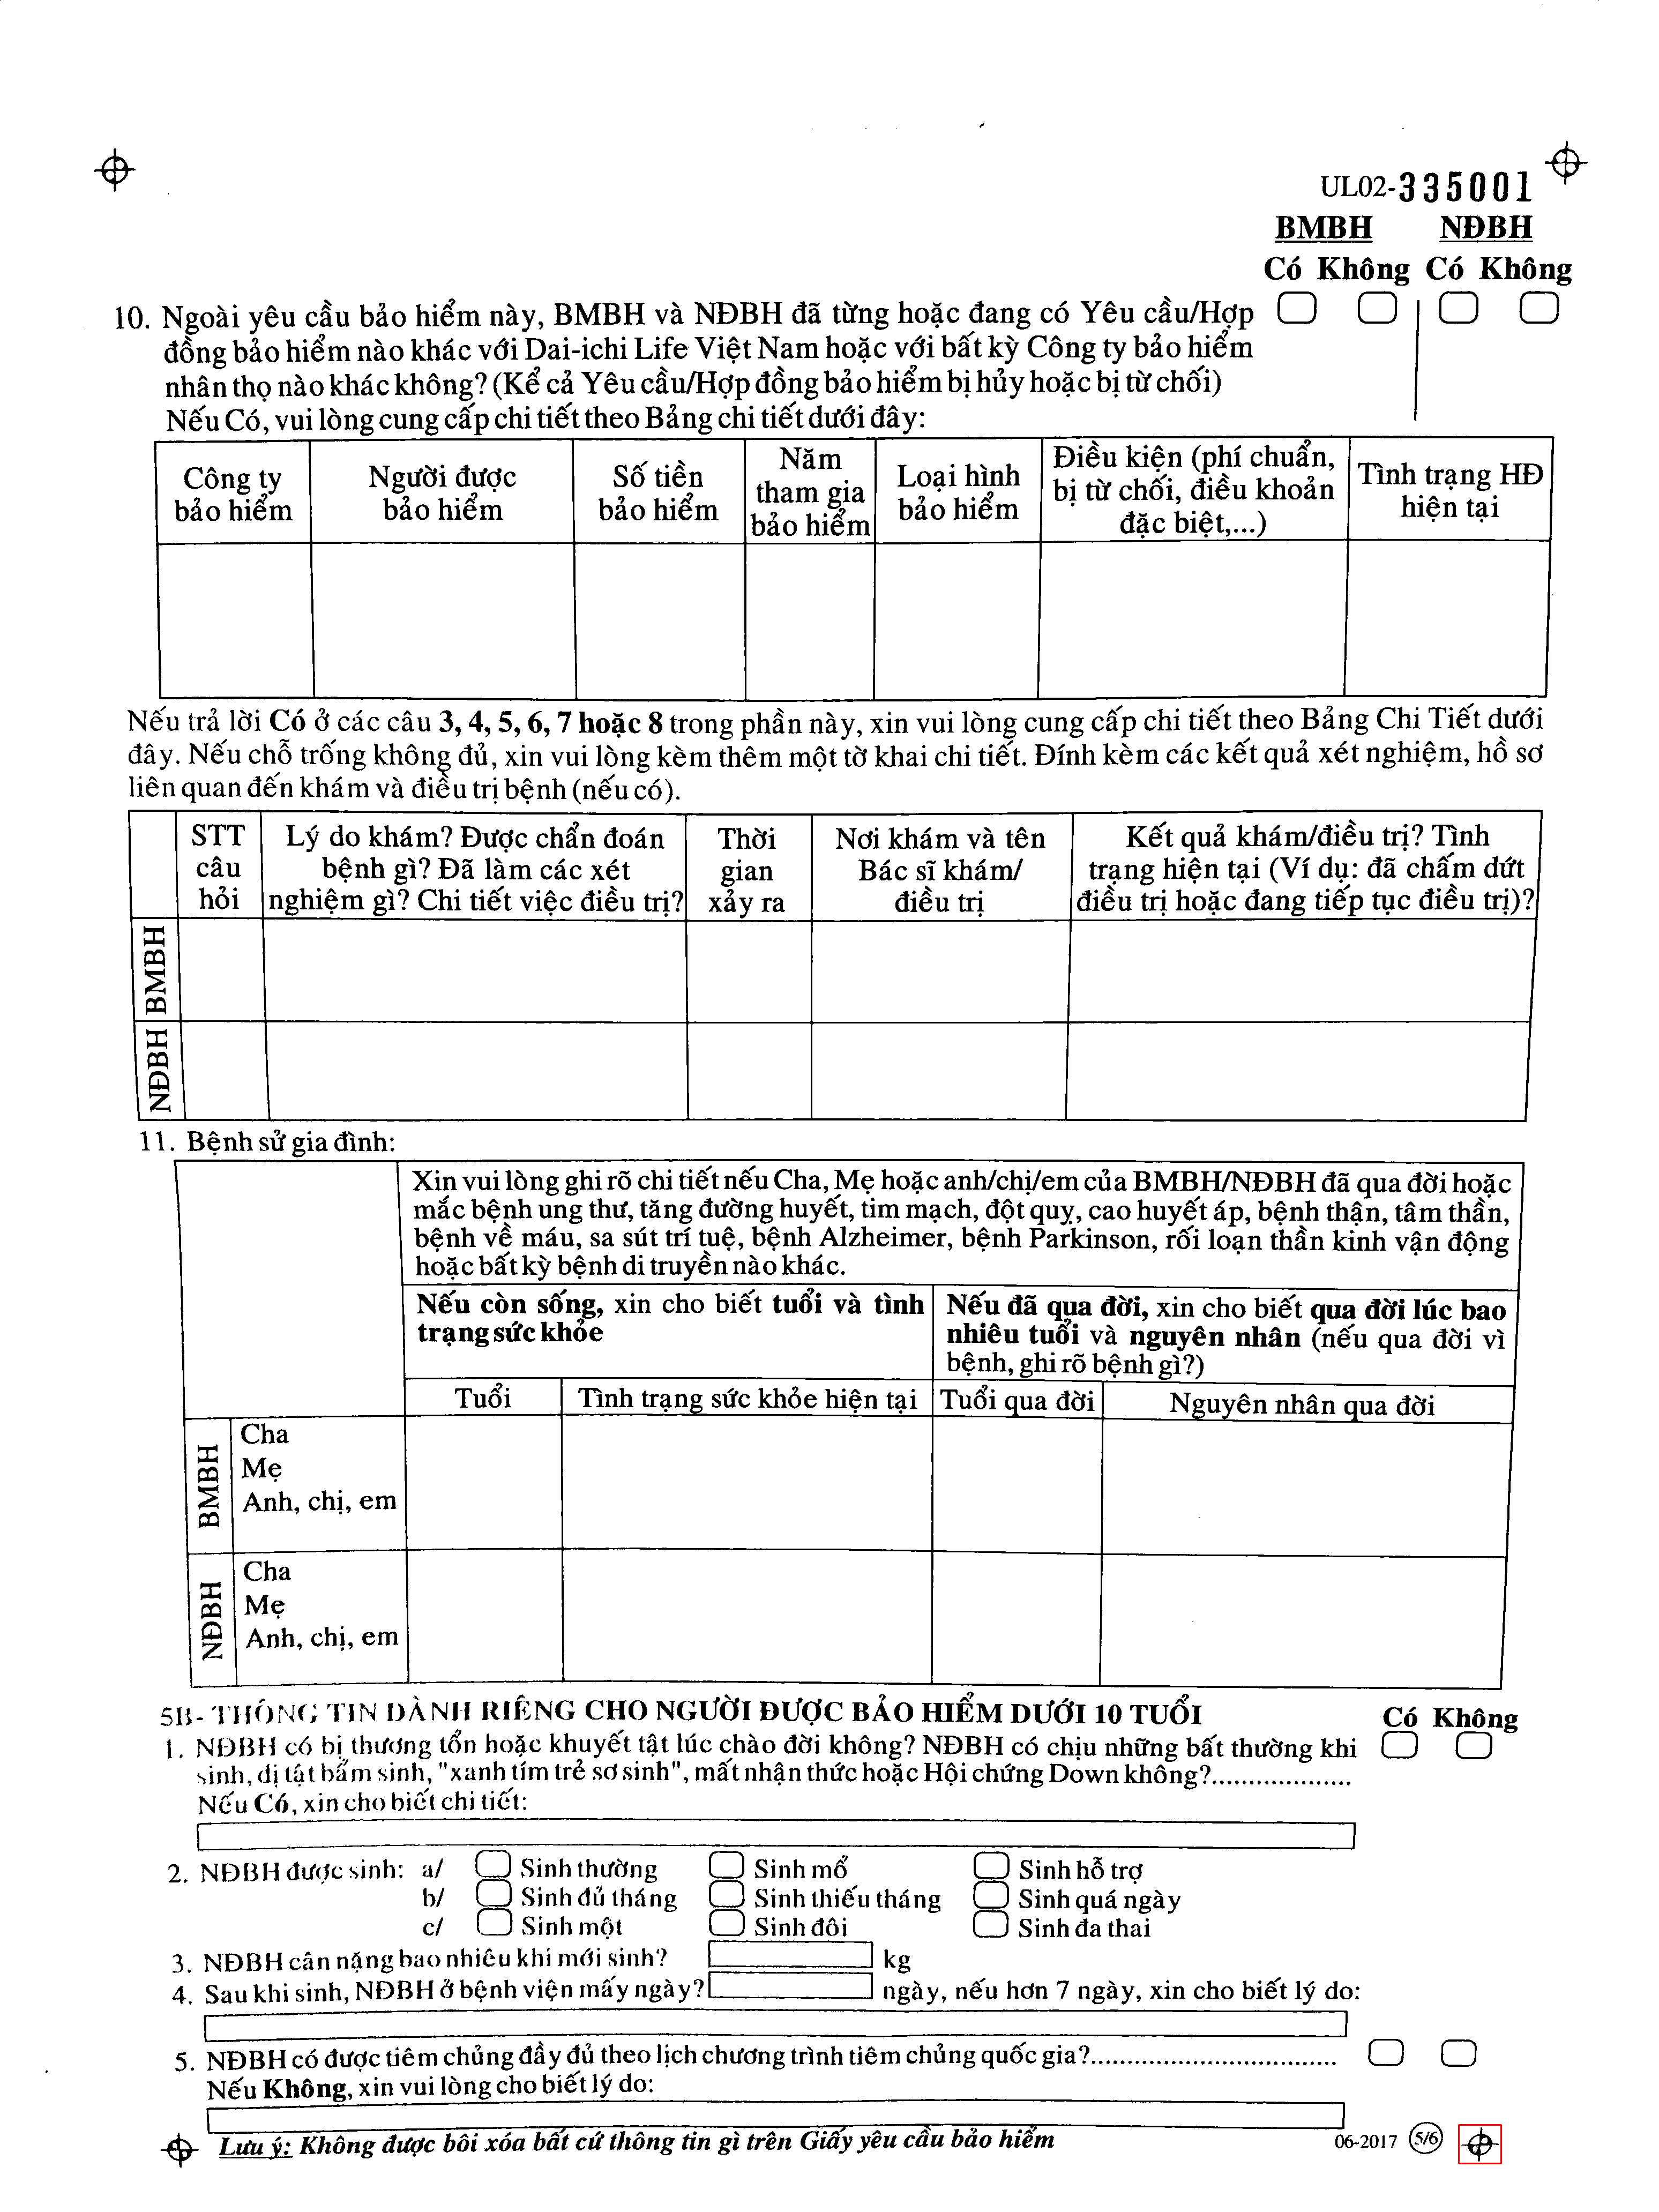 UL02-335001
BMBH NĐBH
Có Không Có Không
10. Ngoài yêu cầu bảo hiểm này, BMBH và NĐBH đã từng hoặc đang có Yêu cầu/Hợp
đồng bảo hiểm nào khác với Dai-ichi Life Việt Nam hoặc với bất kỳ Công ty bảo hiểm
nhân thọ nào khác không? (Kể cả Yêu cầu/Hợp đồng bảo hiểm bị hủy hoặc bị từ chối)
Nếu Có, vui lòng cung cấp chi tiết theo Bảng chi tiết dưới đây:
Công ty
bảo hiểm
Người được
bảo hiểm
Số tiền
bảo hiểm
Năm
tham gia
bảo hiểm
Loại hình
bảo hiểm
Điều kiện (phí chuẩn,
bị từ chối, điều khoản
đặc biệt,...)
Tình trạng HĐ
hiện tại
Nếu trả lời Có ở các câu 3, 4, 5, 6, 7 hoặc 8 trong phần này, xin vui lòng cung cấp chi tiết theo Bảng Chi Tiết dưới
đây. Nếu chỗ trống không đủ, xin vui lòng kèm thêm một tờ khai chi tiết. Đính kèm các kết quả xét nghiệm, hồ sơ
liên quan đến khám và điều trị bệnh (nếu có).
STT
câu
hỏi
Lý do khám? Được chẩn đoán
bệnh gì? Đã làm các xét
nghiệm gì? Chi tiết việc điều trị?
Thời
gian
xảy ra
Nơi khám và tên
Bác sĩ khám/
điều trị
Kết quả khám/điều trị? Tình
trạng hiện tại (Ví dụ: đã chấm dứt
điều trị hoặc đang tiếp tục điều trị)?
BMBH
NĐBH
11. Bệnh sử gia đình:
Xin vui lòng ghi rõ chi tiết nếu Cha, Mẹ hoặc anh/chị/em của BMBH/NĐBH đã qua đời hoặc
mắc bệnh ung thư, tăng đường huyết, tim mạch, đột quỵ, cao huyết áp, bệnh thận, tâm thần,
bệnh về máu, sa sút trí tuệ, bệnh Alzheimer, bệnh Parkinson, rối loạn thần kinh vận động
hoặc bất kỳ bệnh di truyền nào khác.
Nếu còn sống, xin cho biết tuổi và tình
trạng sức khỏe
Nếu đã qua đời, xin cho biết qua đời lúc bao
nhiêu tuổi và nguyên nhân (nếu qua đời vì
bệnh, ghi rõ bệnh gì?)
Tuổi
Tình trạng sức khỏe hiện tại
Tuổi qua đời
Nguyên nhân qua đời
BMBH
Cha
Mẹ
Anh, chị, em
NĐBH
Cha
Mẹ
Anh, chị, em
5B- THÔNG TIN DÀNH RIÊNG CHO NGƯỜI ĐƯỢC BẢO HIỂM DƯỚI 10 TUỔI
Có Không
1. NĐBH có bị thương tổn hoặc khuyết tật lúc chào đời không? NĐBH có chịu những bất thường khi
sinh, dị tật bẩm sinh, "xanh tím trẻ sơ sinh", mất nhận thức hoặc Hội chứng Down không?...................
Nếu Có, xin cho biết chi tiết:
2. NĐBH được sinh: a/ Sinh thường Sinh mổ Sinh hỗ trợ
b/ Sinh đủ tháng Sinh thiếu tháng Sinh quá ngày
c/ Sinh một Sinh đôi Sinh đa thai
3. NĐBH cân nặng bao nhiêu khi mới sinh? kg
4. Sau khi sinh, NĐBH ở bệnh viện mấy ngày? ngày, nếu hơn 7 ngày, xin cho biết lý do:
5. NĐBH có được tiêm chủng đầy đủ theo lịch chương trình tiêm chủng quốc gia?.................................
Nếu Không, xin vui lòng cho biết lý do:
Lưu ý: Không được bôi xóa bất cứ thông tin gì trên Giấy yêu cầu bảo hiểm
06-2017 5/6